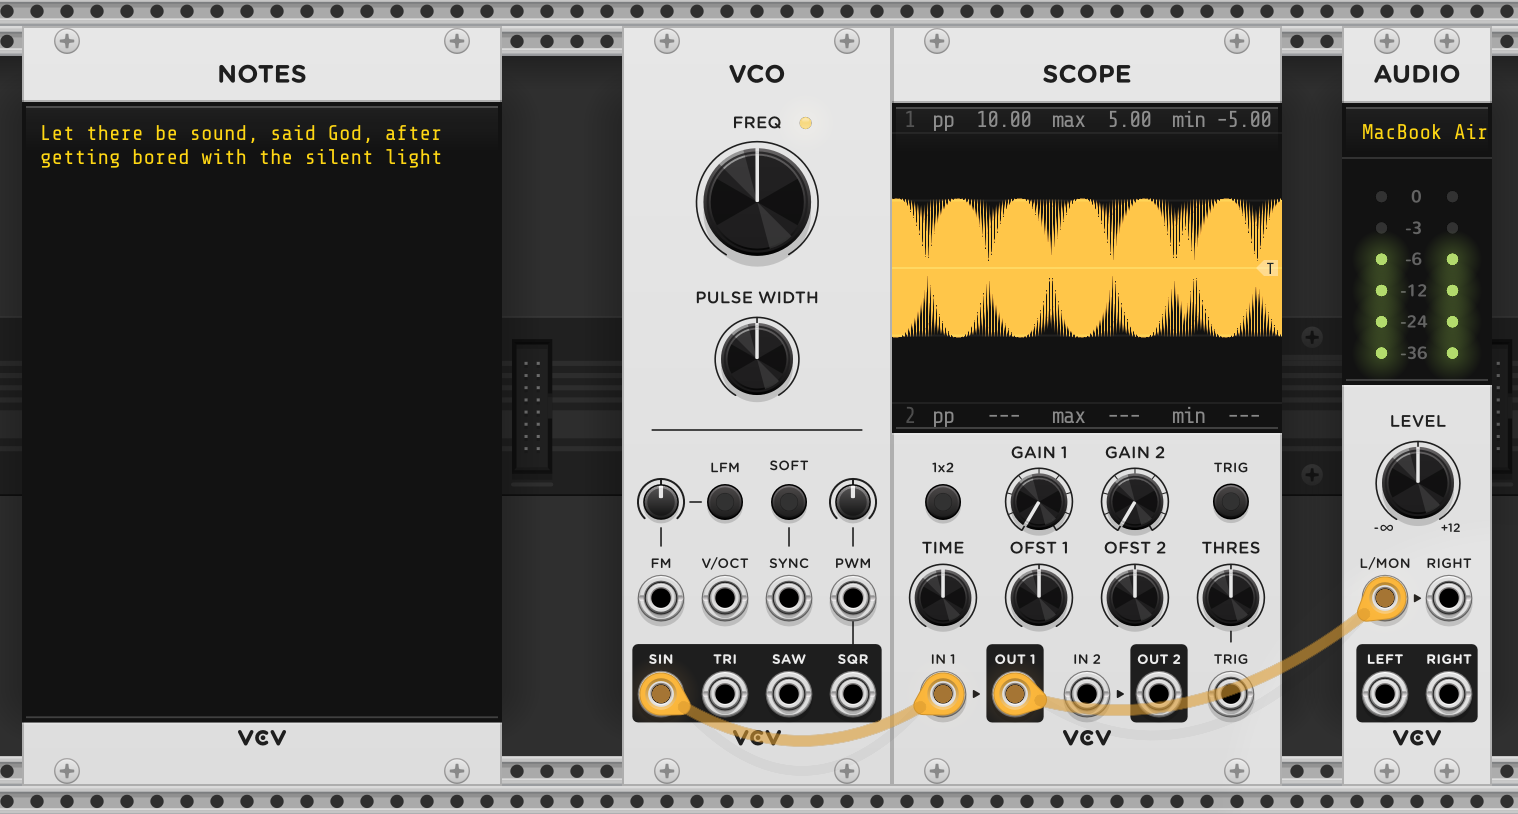 NOTES
Let there be sound, said God, after
getting bored with the silent light
VCV
VCO
FREQ
PULSE WIDTH
LFM
SOFT
FM
V/OCT
SYNC
PWM
SIN
TRI
SAW
SQR
VCV
SCOPE
1 pp 10.00 max 5.00 min -5.00
T
2 pp --- max --- min ---
1x2
GAIN 1
GAIN 2
TRIG
TIME
OFST 1
OFST 2
THRES
IN 1
OUT 1
IN 2
OUT 2
TRIG
VCV
AUDIO
MacBook Air
0
-3
-6
-12
-24
-36
LEVEL
-∞
+12
L/MON
RIGHT
LEFT
RIGHT
VCV